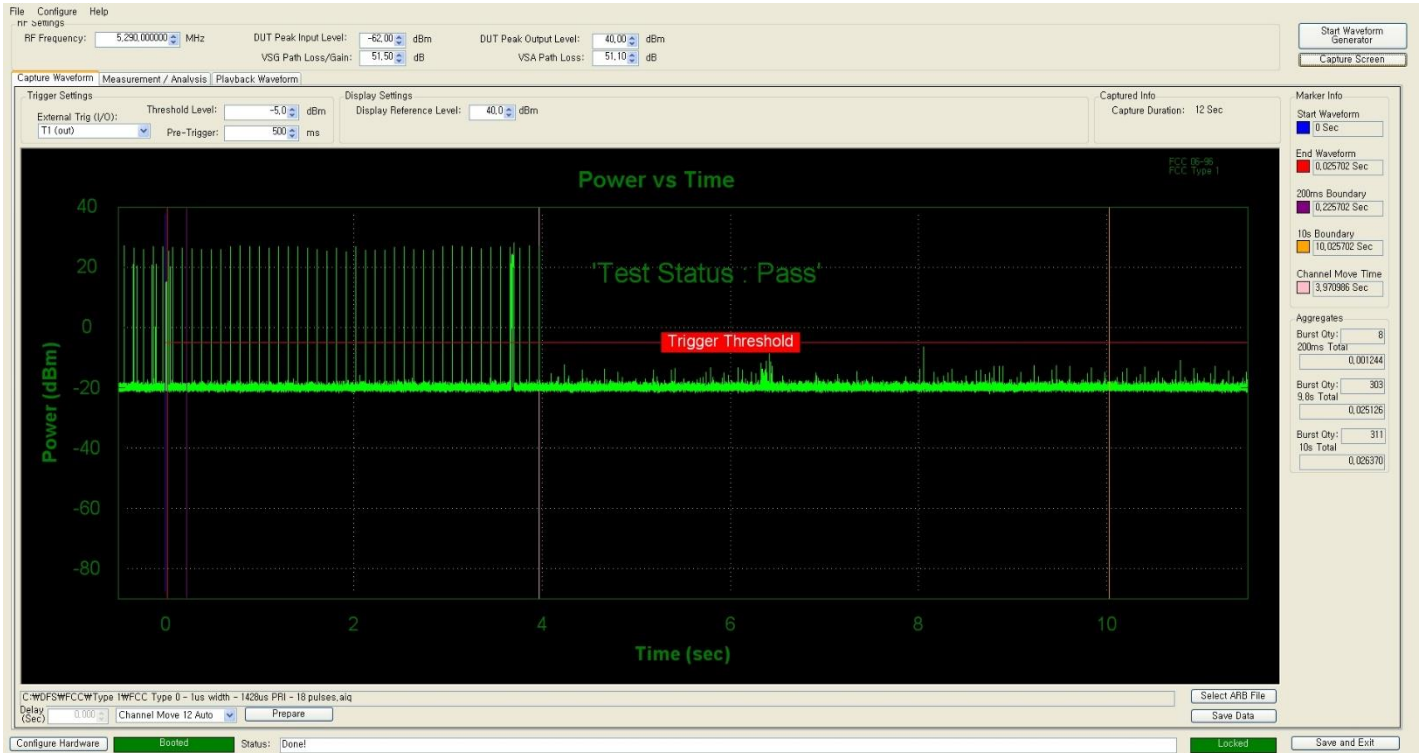 File Configure Help
RF Settings
RF Frequency: 5,290,000000 MHz DUT Peak Input Level: -62,00 dBm DUT Peak Output Level: 40,00 dBm
VSG Path Loss/Gain: 51,50 dB VSA Path Loss: 51,10 dB
Start Waveform Generator
Capture Screen
Capture Waveform Measurement / Analysis Playback Waveform
Trigger Settings
External Trig (I/O): Threshold Level: -5,0 dBm
T1 (out) Pre-Trigger: 500 ms
Display Settings
Display Reference Level: 40,0 dBm
Captured Info
Capture Duration: 12 Sec
Marker Info
Start Waveform
0 Sec
End Waveform
0,025702 Sec
200ms Boundary
0,225702 Sec
10s Boundary
10,025702 Sec
Channel Move Time
3,970986 Sec
Aggregates
Burst Qty: 8
200ms Total
0,001244
Burst Qty: 303
9,8s Total
0,025126
Burst Qty: 311
10s Total
0,026370
FCC 06-96
FCC Type 1
Power vs Time
'Test Status : Pass'
Trigger Threshold
Power (dBm)
40
20
0
-20
-40
-60
-80
0 2 4 6 8 10
Time (sec)
C:₩DFS₩FCC₩Type 1₩FCC Type 0 - 1us width - 1428us PRI - 18 pulses,aiq
Select ARB File
Delay (Sec) 0,000 Channel Move 12 Auto Prepare
Save Data
Configure Hardware Booted Status: Done! Locked Save and Exit